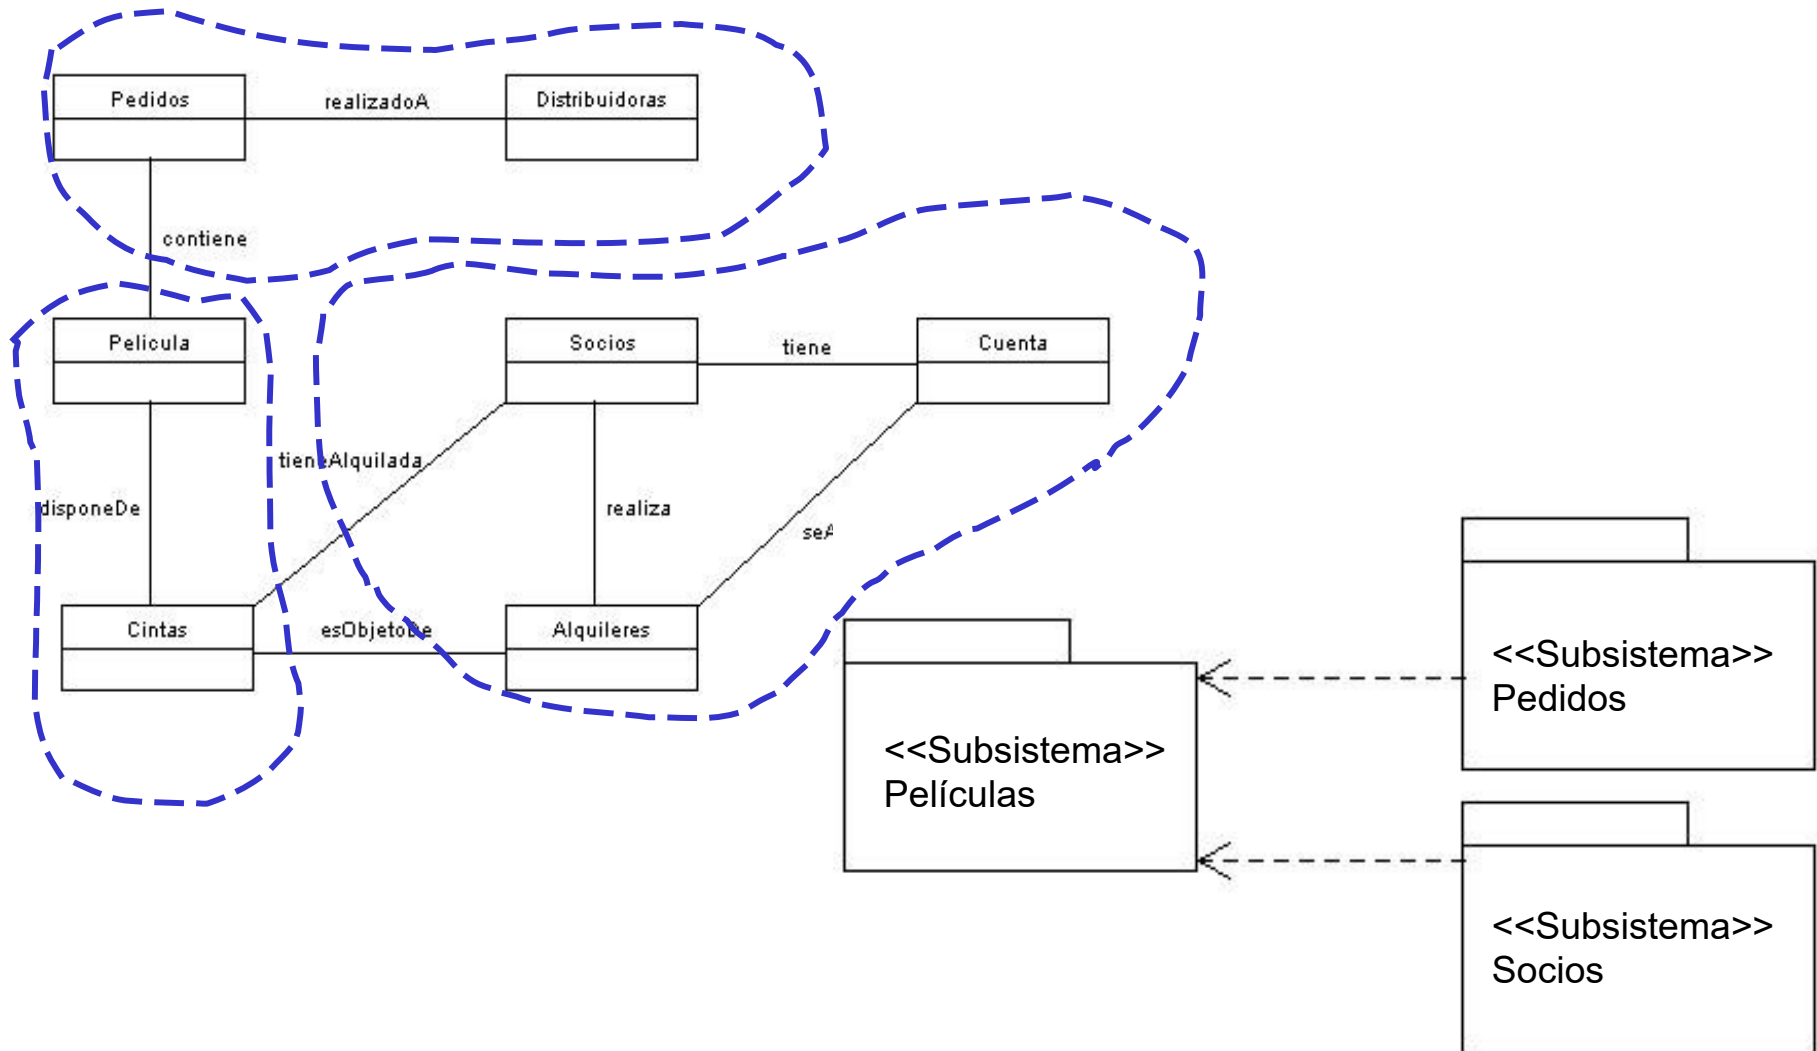 Pedidos
realizadoA
Distribuidoras
contiene
Pelicula
Socios
tiene
Cuenta
tieneAlquilada
disponeDe
realiza
seA
Cintas
esObjetoDe
Alquileres
<<Subsistema>>
Pedidos
<<Subsistema>>
Películas
<<Subsistema>>
Socios